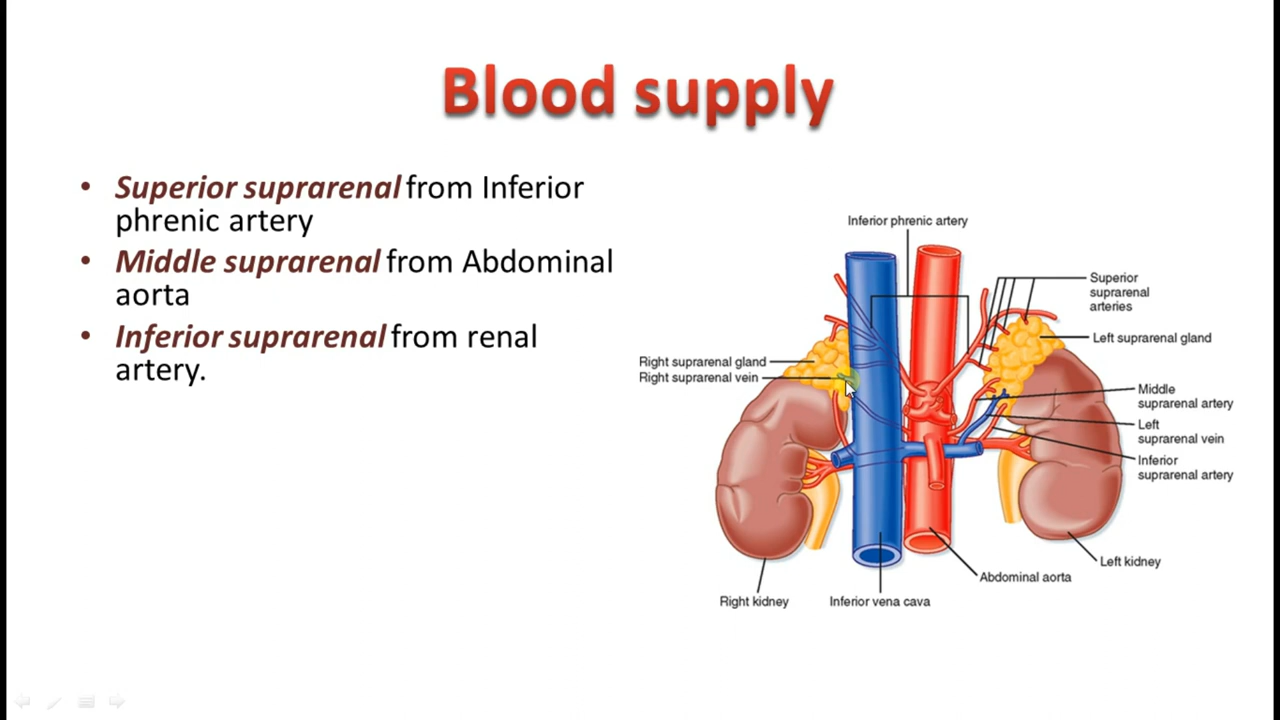 Blood supply
• Superior suprarenal from Inferior
phrenic artery
• Middle suprarenal from Abdominal
aorta
• Inferior suprarenal from renal
artery.
Inferior phrenic artery
Superior
suprarenal
arteries
Left suprarenal gland
Right suprarenal gland
Right suprarenal vein
Middle
suprarenal artery
Left
suprarenal vein
Inferior
suprarenal artery
Left kidney
Abdominal aorta
Right kidney
Inferior vena cava